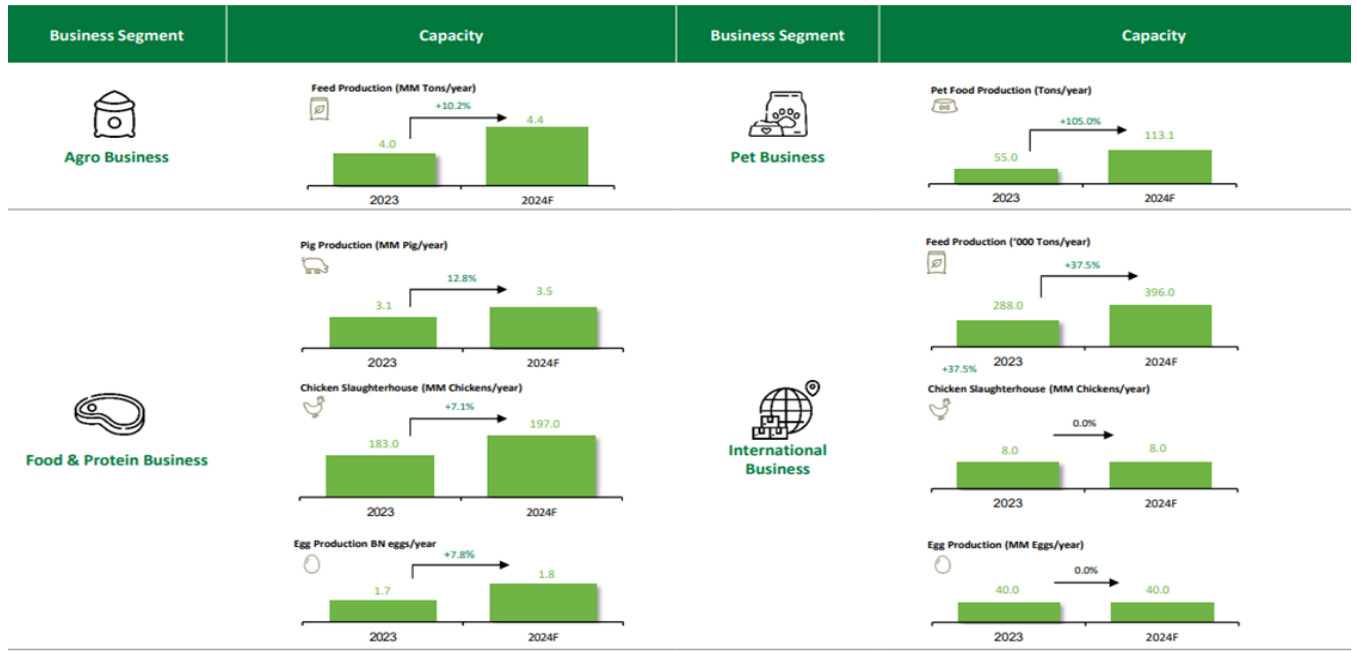 Business Segment
Capacity
Business Segment
Capacity
Agro Business
Feed Production (MM Tons/year)
+10.2%
4.0
4.4
2023
2024F
Pet Business
Pet Food Production (Tons/year)
+105.0%
55.0
113.1
2023
2024F
Food & Protein Business
Pig Production (MM Pig/year)
12.8%
3.1
3.5
2023
2024F
Chicken Slaughterhouse (MM Chickens/year)
+7.1%
183.0
197.0
2023
2024F
Egg Production BN eggs/year
+7.8%
1.7
1.8
2023
2024F
International
Business
Feed Production ('000 Tons/year)
+37.5%
288.0
396.0
2023
2024F
+37.5%
Chicken Slaughterhouse (MM Chickens/year)
0.0%
8.0
8.0
2023
2024F
Egg Production (MM Eggs/year)
0.0%
40.0
40.0
2023
2024F